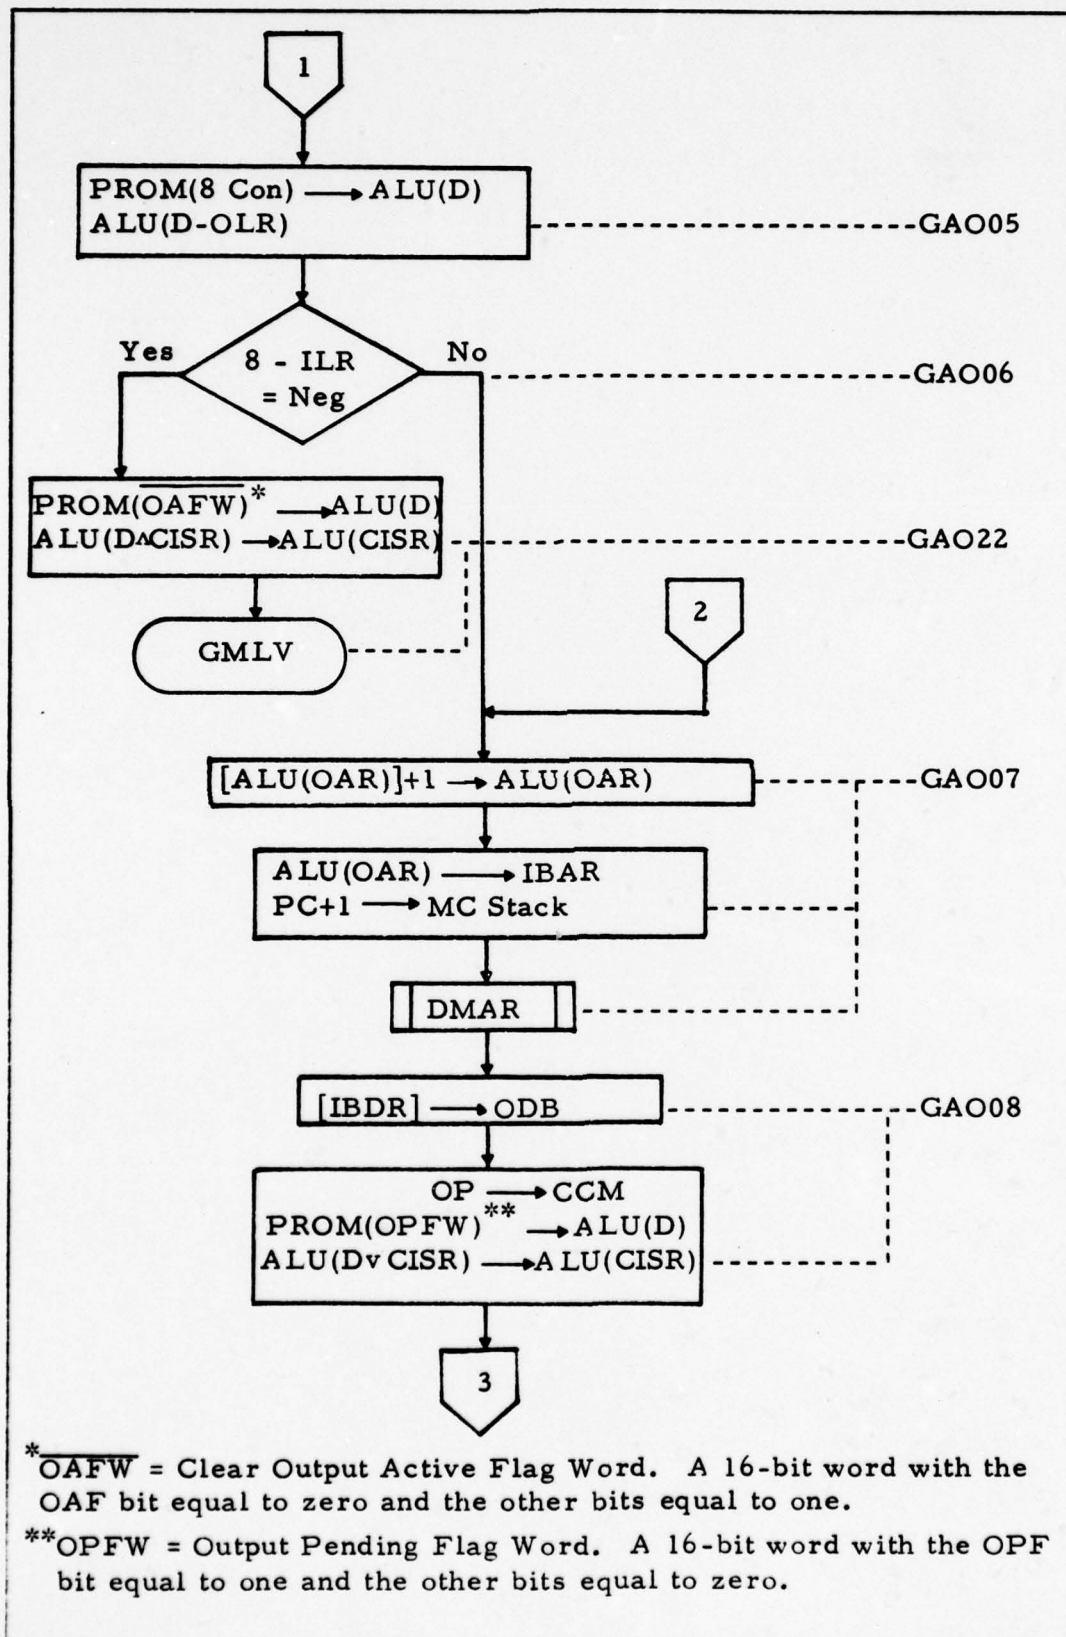 1
PROM(8 Con) → ALU(D)
ALU(D-OLR)
GAO05
Yes
No
8 - ILR
= Neg
GAO06
PROM(O̅A̅F̅W̅)* → ALU(D)
ALU(D∧CISR) → ALU(CISR)
GAO22
GMLV
2
[ALU(OAR)]+1 → ALU(OAR)
GAO07
ALU(OAR) → IBAR
PC+1 → MC Stack
DMAR
[IBDR] → ODB
GAO08
OP → CCM
PROM(OPFW)** → ALU(D)
ALU(DvCISR) → ALU(CISR)
3
*O̅A̅F̅W̅ = Clear Output Active Flag Word. A 16-bit word with the
OAF bit equal to zero and the other bits equal to one.
**OPFW = Output Pending Flag Word. A 16-bit word with the OPF
bit equal to one and the other bits equal to zero.